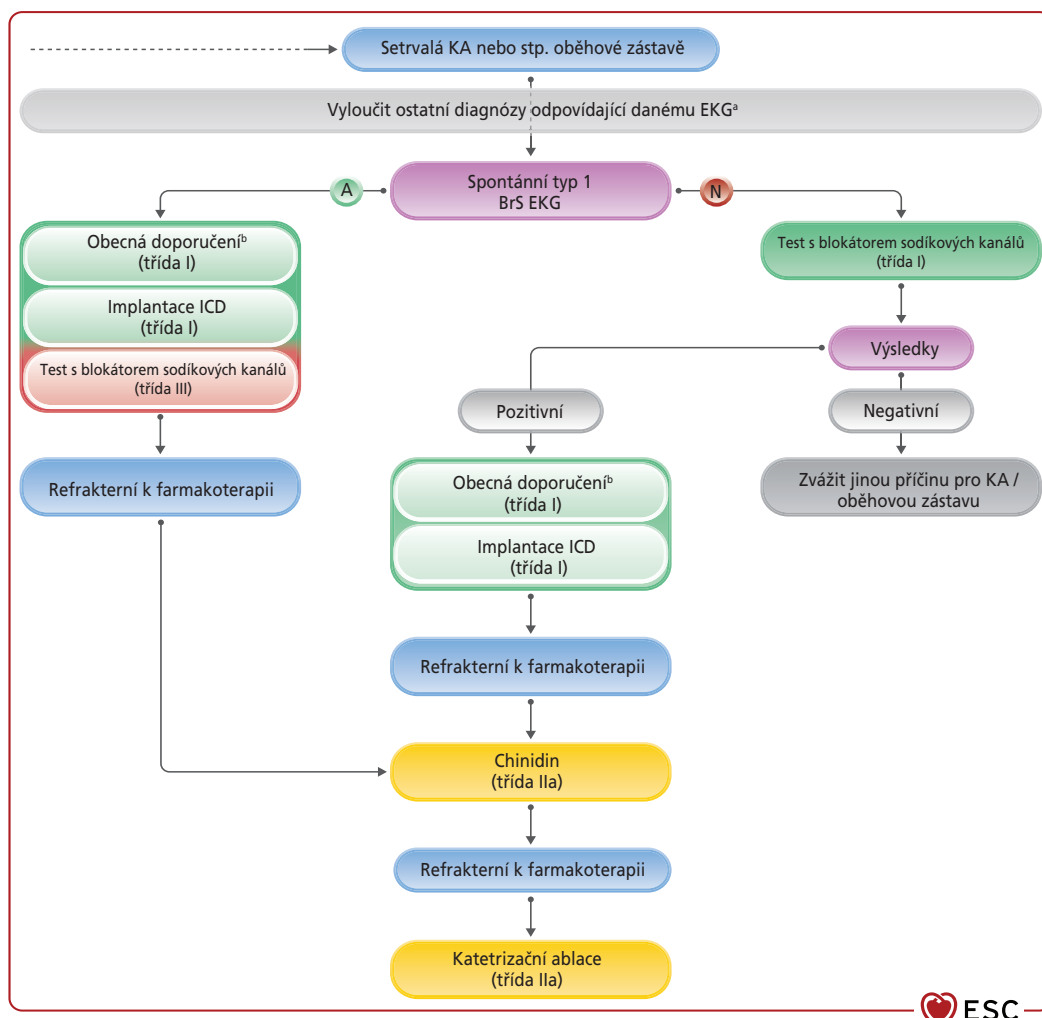 Setrvalá KA nebo stp. oběhové zástavě
Vyloučit ostatní diagnózy odpovídající danému EKGᵃ
Spontánní typ 1
BrS EKG
A
N
Obecná doporučeníᵇ
(třída I)
Implantace ICD
(třída I)
Test s blokátorem sodíkových kanálů
(třída III)
Test s blokátorem sodíkových kanálů
(třída I)
Výsledky
Pozitivní
Negativní
Refrakterní k farmakoterapii
Obecná doporučeníᵇ
(třída I)
Implantace ICD
(třída I)
Zvážit jinou příčinu pro KA /
oběhovou zástavu
Refrakterní k farmakoterapii
Chinidin
(třída IIa)
Refrakterní k farmakoterapii
Katetrizační ablace
(třída IIa)
ESC